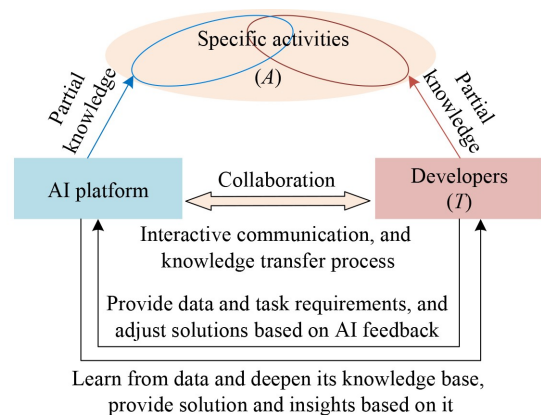 Specific activities
(A)
Partial
knowledge
Partial
knowledge
AI platform
Collaboration
Developers
(T)
Interactive communication, and
knowledge transfer process
Provide data and task requirements, and
adjust solutions based on AI feedback
Learn from data and deepen its knowledge base,
provide solution and insights based on it